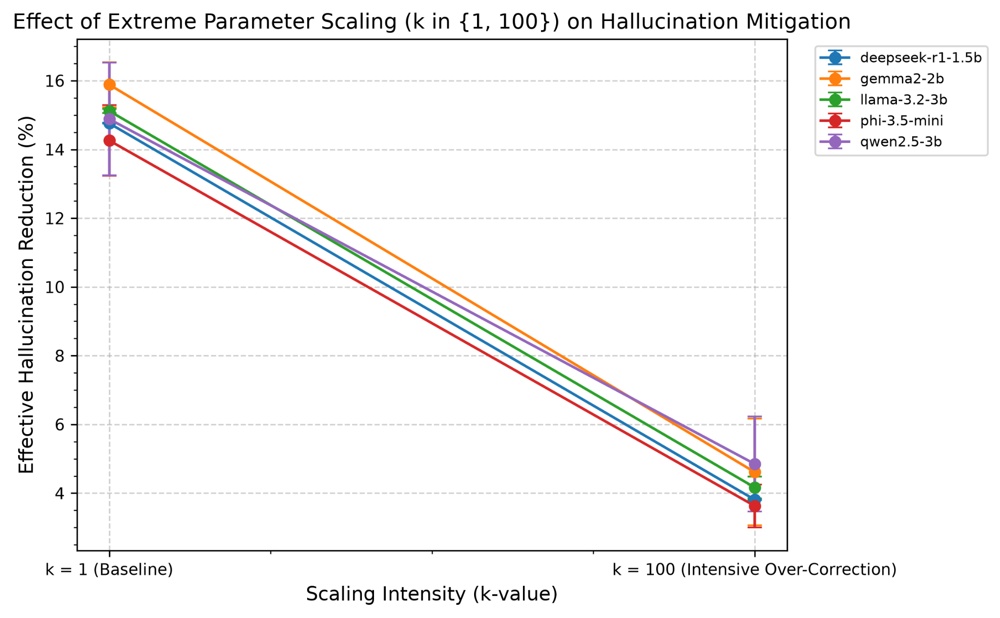 Effect of Extreme Parameter Scaling (k in {1, 100}) on Hallucination Mitigation
deepseek-r1-1.5b
gemma2-2b
llama-3.2-3b
phi-3.5-mini
qwen2.5-3b
Effective Hallucination Reduction (%)
16
14
12
10
8
6
4
k = 1 (Baseline)
k = 100 (Intensive Over-Correction)
Scaling Intensity (k-value)